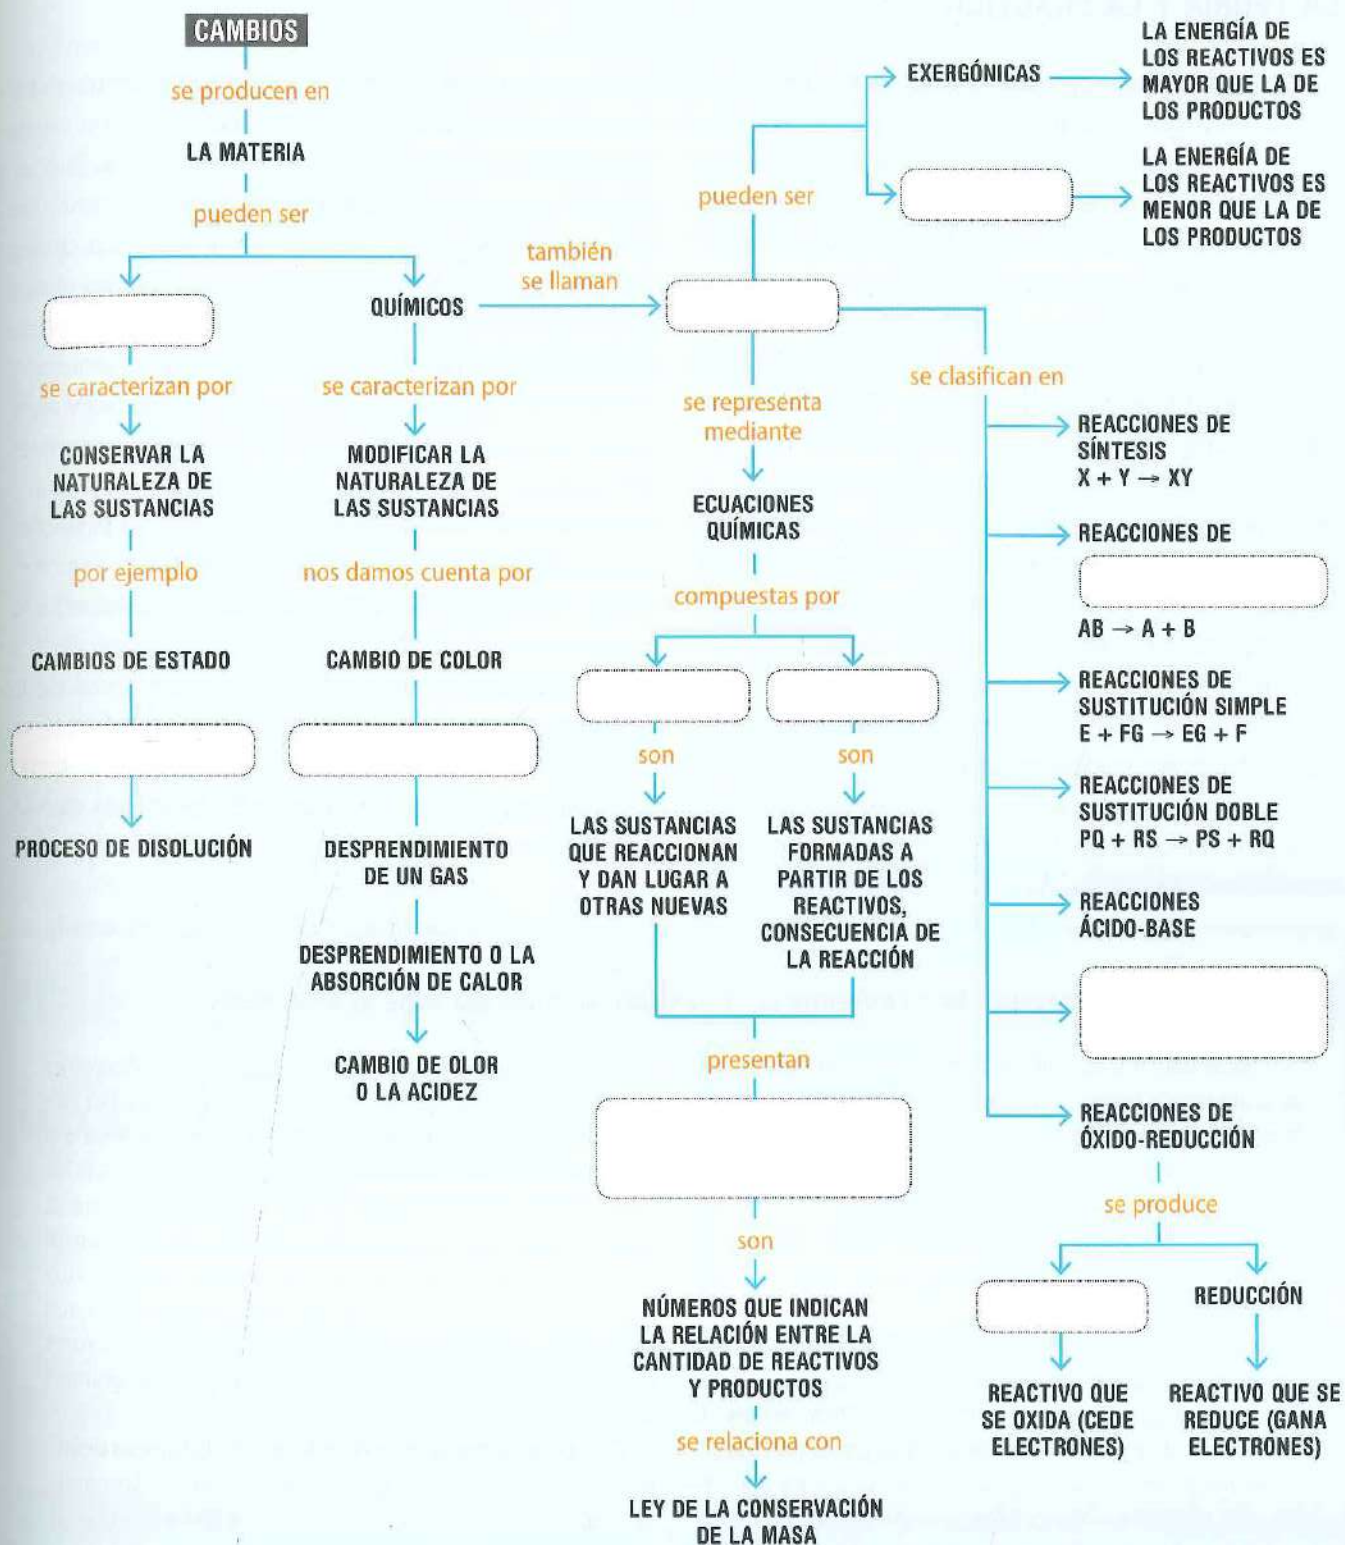 CAMBIOS
se producen en
LA MATERIA
pueden ser
QUÍMICOS
se caracterizan por
CONSERVAR LA
NATURALEZA DE
LAS SUSTANCIAS
por ejemplo
CAMBIOS DE ESTADO
PROCESO DE DISOLUCIÓN
se caracterizan por
MODIFICAR LA
NATURALEZA DE
LAS SUSTANCIAS
nos damos cuenta por
CAMBIO DE COLOR
DESPRENDIMIENTO
DE UN GAS
DESPRENDIMIENTO O LA
ABSORCIÓN DE CALOR
CAMBIO DE OLOR
O LA ACIDEZ
también
se llaman
pueden ser
EXERGÓNICAS
LA ENERGÍA DE
LOS REACTIVOS ES
MAYOR QUE LA DE
LOS PRODUCTOS
LA ENERGÍA DE
LOS REACTIVOS ES
MENOR QUE LA DE
LOS PRODUCTOS
se representa
mediante
ECUACIONES
QUÍMICAS
compuestas por
son
LAS SUSTANCIAS
QUE REACCIONAN
Y DAN LUGAR A
OTRAS NUEVAS
son
LAS SUSTANCIAS
FORMADAS A
PARTIR DE LOS
REACTIVOS,
CONSECUENCIA DE
LA REACCIÓN
presentan
son
NÚMEROS QUE INDICAN
LA RELACIÓN ENTRE LA
CANTIDAD DE REACTIVOS
Y PRODUCTOS
se relaciona con
LEY DE LA CONSERVACIÓN
DE LA MASA
se clasifican en
REACCIONES DE
SÍNTESIS
X + Y → XY
REACCIONES DE
AB → A + B
REACCIONES DE
SUSTITUCIÓN SIMPLE
E + FG → EG + F
REACCIONES DE
SUSTITUCIÓN DOBLE
PQ + RS → PS + RQ
REACCIONES
ÁCIDO-BASE
REACCIONES DE
ÓXIDO-REDUCCIÓN
se produce
REDUCCIÓN
REACTIVO QUE
SE OXIDA (CEDE
ELECTRONES)
REACTIVO QUE SE
REDUCE (GANA
ELECTRONES)